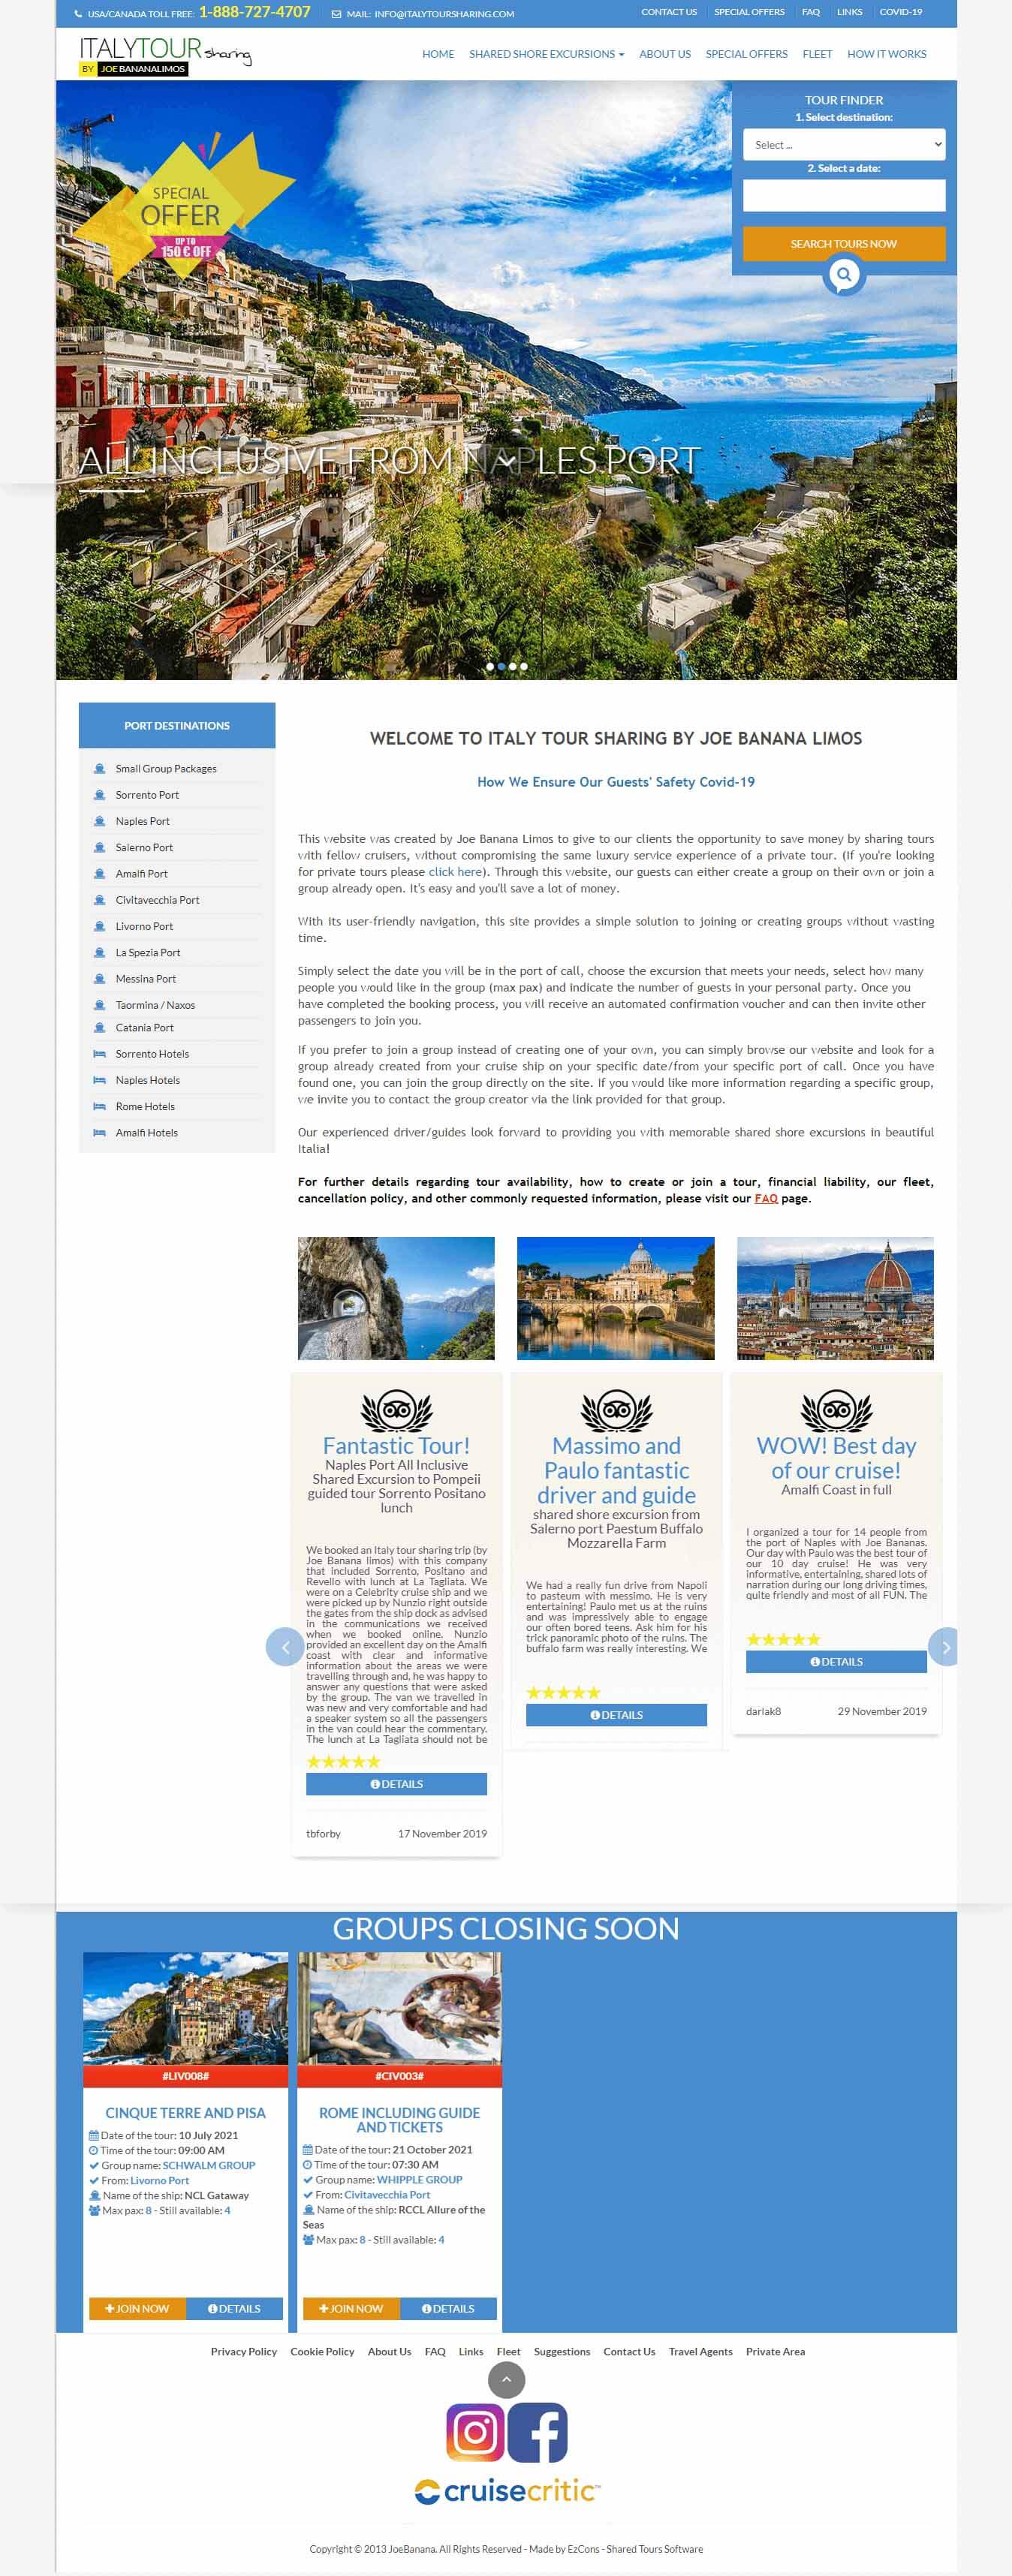 USA/CANADA TOLL FREE: 1-888-727-4707 MAIL: INFO@ITALYTOURSHARING.COM
CONTACT US SPECIAL OFFERS FAQ LINKS COVID-19
ITALYTOUR sharing
BY JOE BANANALIMOS
HOME SHARED SHORE EXCURSIONS ABOUT US SPECIAL OFFERS FLEET HOW IT WORKS
TOUR FINDER
1. Select destination:
Select ...
2. Select a date:
SEARCH TOURS NOW
SPECIAL
OFFER
UP TO
150 € OFF
ALL INCLUSIVE FROM NAPLES PORT
PORT DESTINATIONS
Small Group Packages
Sorrento Port
Naples Port
Salerno Port
Amalfi Port
Civitavecchia Port
Livorno Port
La Spezia Port
Messina Port
Taormina / Naxos
Catania Port
Sorrento Hotels
Naples Hotels
Rome Hotels
Amalfi Hotels
WELCOME TO ITALY TOUR SHARING BY JOE BANANA LIMOS
How We Ensure Our Guests' Safety Covid-19
This website was created by Joe Banana Limos to give to our clients the opportunity to save money by sharing tours
with fellow cruisers, without compromising the same luxury service experience of a private tour. (If you're looking
for private tours please click here). Through this website, our guests can either create a group on their own or join a
group already open. It's easy and you'll save a lot of money.
With its user-friendly navigation, this site provides a simple solution to joining or creating groups without wasting
time.
Simply select the date you will be in the port of call, choose the excursion that meets your needs, select how many
people you would like in the group (max pax) and indicate the number of guests in your personal party. Once you
have completed the booking process, you will receive an automated confirmation voucher and can then invite other
passengers to join you.
If you prefer to join a group instead of creating one of your own, you can simply browse our website and look for a
group already created from your cruise ship on your specific date/from your specific port of call. Once you have
found one, you can join the group directly on the site. If you would like more information regarding a specific group,
we invite you to contact the group creator via the link provided for that group.
Our experienced driver/guides look forward to providing you with memorable shared shore excursions in beautiful
Italia!
For further details regarding tour availability, how to create or join a tour, financial liability, our fleet,
cancellation policy, and other commonly requested information, please visit our FAQ page.
Fantastic Tour!
Naples Port All Inclusive
Shared Excursion to Pompeii
guided tour Sorrento Positano
lunch
We booked an Italy tour sharing trip (by
Joe Banana limos) with this company
that included Sorrento, Positano and
Revello with lunch at La Tagliata. We
were on a Celebrity cruise ship and we
were picked up by Nunzio right outside
the gates from the ship dock as advised
in the communications we received
when we booked online. Nunzio
provided an excellent day on the Amalfi
coast with clear and informative
information about the areas we were
travelling through and, he was happy to
answer any questions that were asked
by the group. The van we travelled in
was new and very comfortable and had
a speaker system so all the passengers
in the van could hear the commentary.
The lunch at La Tagliata should not be
DETAILS
tbforby 17 November 2019
Massimo and
Paulo fantastic
driver and guide
shared shore excursion from
Salerno port Paestum Buffalo
Mozzarella Farm
We had a really fun drive from Napoli
to pasteum with messimo. He is very
entertaining! Paulo met us at the ruins
and was impressively able to engage
our often bored teens. Ask him for his
trick panoramic photo of the ruins. The
buffalo farm was really interesting. We
DETAILS
WOW! Best day
of our cruise!
Amalfi Coast in full
I organized a tour for 14 people from
the port of Naples with Joe Bananas.
Our day with Paulo was the best tour of
our 10 day cruise! He was very
informative, entertaining, shared lots of
narration during our long driving times,
quite friendly and most of all FUN. The
DETAILS
darlak8 29 November 2019
GROUPS CLOSING SOON
#LIV008#
CINQUE TERRE AND PISA
Date of the tour: 10 July 2021
Time of the tour: 09:00 AM
Group name: SCHWALM GROUP
From: Livorno Port
Name of the ship: NCL Gataway
Max pax: 8 - Still available: 4
JOIN NOW DETAILS
#CIV003#
ROME INCLUDING GUIDE
AND TICKETS
Date of the tour: 21 October 2021
Time of the tour: 07:30 AM
Group name: WHIPPLE GROUP
From: Civitavecchia Port
Name of the ship: RCCL Allure of the
Seas
Max pax: 8 - Still available: 4
JOIN NOW DETAILS
Privacy Policy Cookie Policy About Us FAQ Links Fleet Suggestions Contact Us Travel Agents Private Area
cruisecritic™
Copyright © 2013 JoeBanana. All Rights Reserved - Made by EzCons - Shared Tours Software